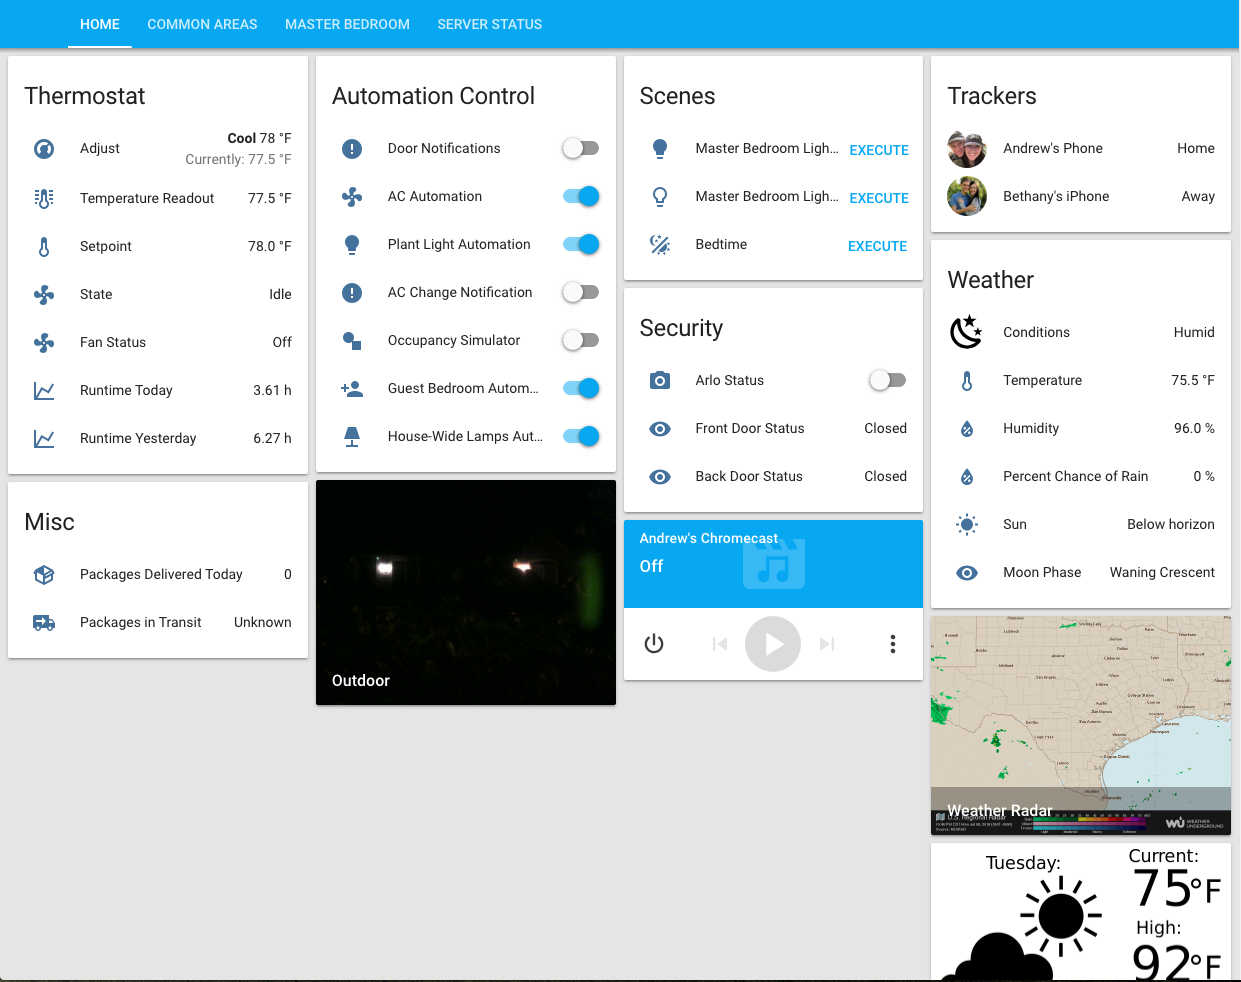 HOME
COMMON AREAS
MASTER BEDROOM
SERVER STATUS
Thermostat
Adjust
Cool 78 °F
Currently: 77.5 °F
Temperature Readout 77.5 °F
Setpoint 78.0 °F
State Idle
Fan Status Off
Runtime Today 3.61 h
Runtime Yesterday 6.27 h
Misc
Packages Delivered Today 0
Packages in Transit Unknown
Automation Control
Door Notifications
AC Automation
Plant Light Automation
AC Change Notification
Occupancy Simulator
Guest Bedroom Autom...
House-Wide Lamps Aut...
Outdoor
Scenes
Master Bedroom Ligh... EXECUTE
Master Bedroom Ligh... EXECUTE
Bedtime EXECUTE
Security
Arlo Status
Front Door Status Closed
Back Door Status Closed
Andrew's Chromecast
Off
Trackers
Andrew's Phone Home
Bethany's iPhone Away
Weather
Conditions Humid
Temperature 75.5 °F
Humidity 96.0 %
Percent Chance of Rain 0 %
Sun Below horizon
Moon Phase Waning Crescent
Weather Radar
WEATHER
UNDERGROUND
Tuesday:
Current:
75°F
High:
92°F